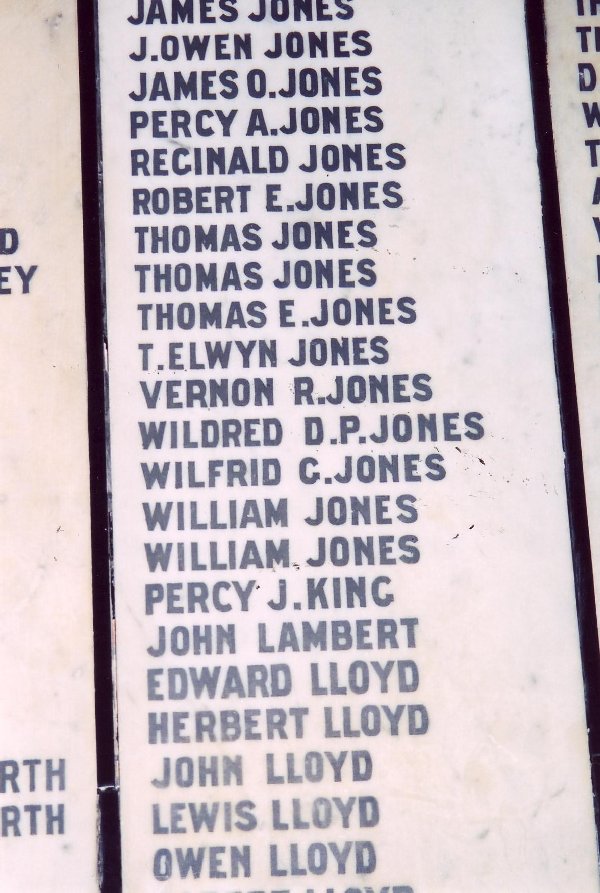 JAMES JONES
J.OWEN JONES
JAMES O.JONES
PERCY A.JONES
REGINALD JONES
ROBERT E.JONES
THOMAS JONES
THOMAS JONES
THOMAS E.JONES
T.ELWYN JONES
VERNON R.JONES
WILDRED D.P.JONES
WILFRID G.JONES
WILLIAM JONES
WILLIAM JONES
PERCY J.KING
JOHN LAMBERT
EDWARD LLOYD
HERBERT LLOYD
JOHN LLOYD
LEWIS LLOYD
OWEN LLOYD